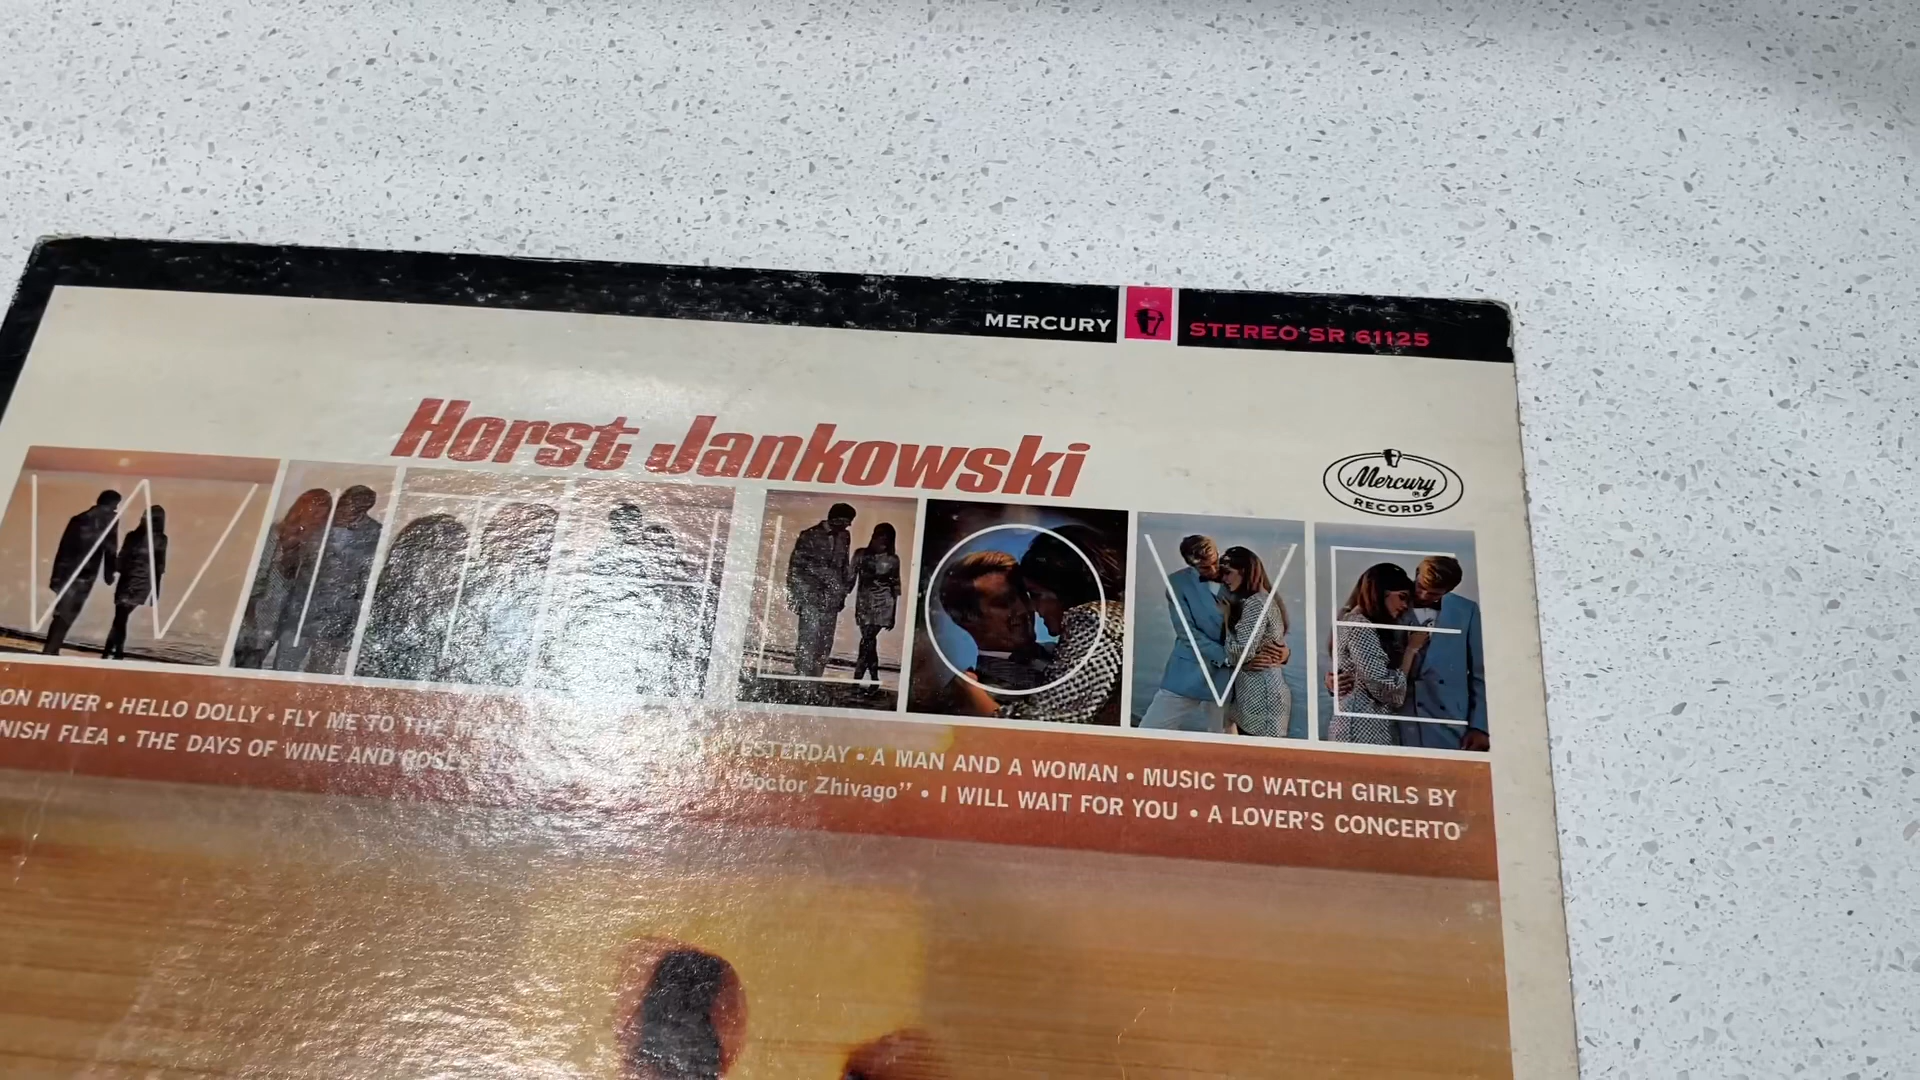 MERCURY STEREO SR 61125
Horst Jankowski
Mercury
RECORDS
WITH LOVE
ON RIVER • HELLO DOLLY • FLY ME TO THE YESTERDAY • A MAN AND A WOMAN • MUSIC TO WATCH GIRLS BY
NISH FLEA • THE DAYS OF WINE AND ROSES "Doctor Zhivago" • I WILL WAIT FOR YOU • A LOVER'S CONCERTO